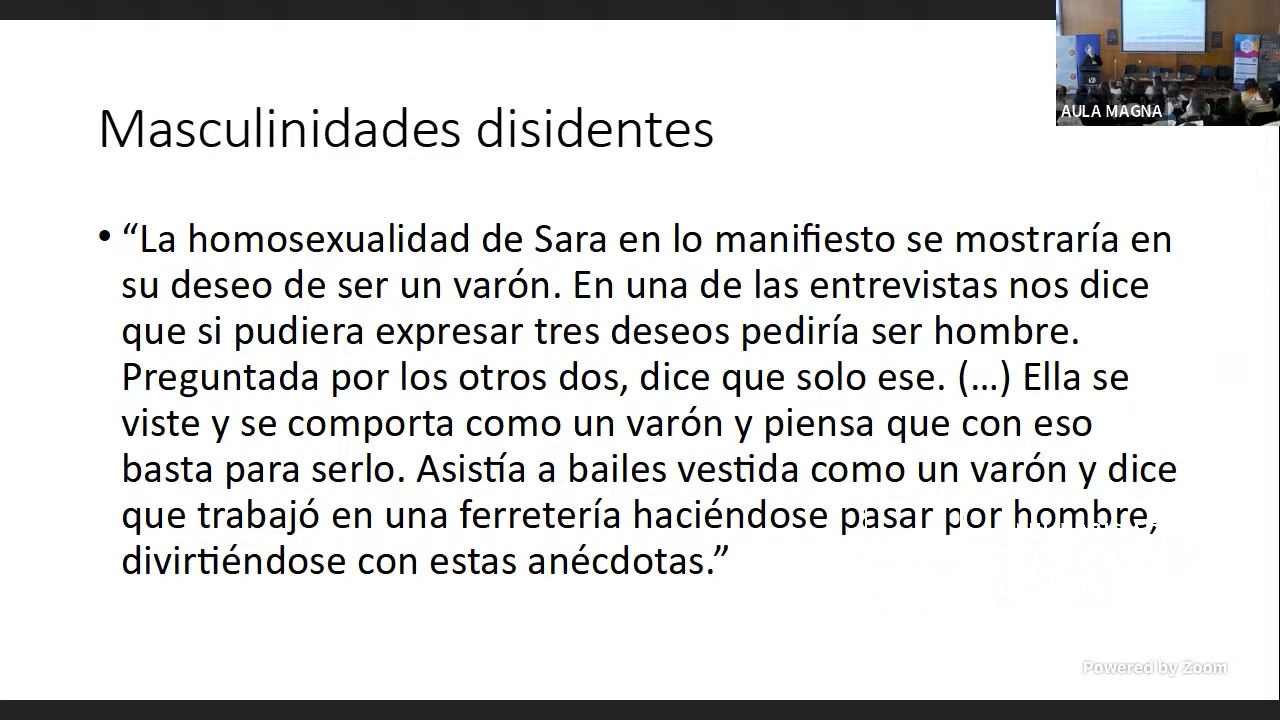 AULA MAGNA
Masculinidades disidentes
• “La homosexualidad de Sara en lo manifiesto se mostraría en
su deseo de ser un varón. En una de las entrevistas nos dice
que si pudiera expresar tres deseos pediría ser hombre.
Preguntada por los otros dos, dice que solo ese. (…) Ella se
viste y se comporta como un varón y piensa que con eso
basta para serlo. Asistía a bailes vestida como un varón y dice
que trabajó en una ferretería haciéndose pasar por hombre,
divirtiéndose con estas anécdotas.”
Powered by Zoom